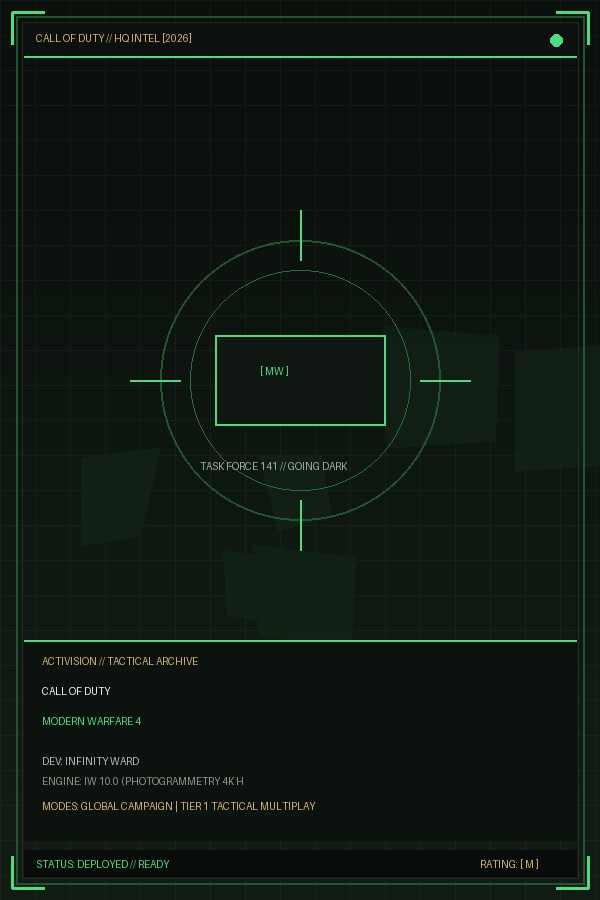 CALL OF DUTY // HQ INTEL [2026]
[ MW ]
TASK FORCE 141 // GOING DARK
ACTIVISION // TACTICAL ARCHIVE
CALL OF DUTY
MODERN WARFARE 4
DEV: INFINITY WARD
ENGINE: IW 10.0 (PHOTOGRAMMETRY 4K H
MODES: GLOBAL CAMPAIGN | TIER 1 TACTICAL MULTIPLAY
STATUS: DEPLOYED // READY
RATING: [ M ]